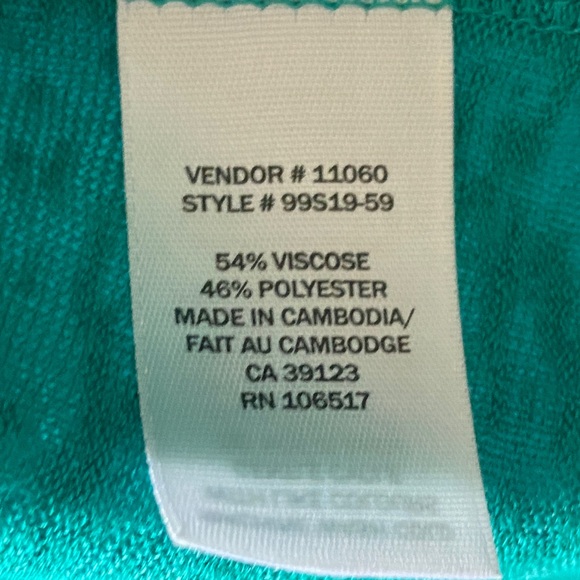 VENDOR # 11060
STYLE # 99S19-59
54% VISCOSE
46% POLYESTER
MADE IN CAMBODIA/
FAIT AU CAMBODGE
CA 39123
RN 106517